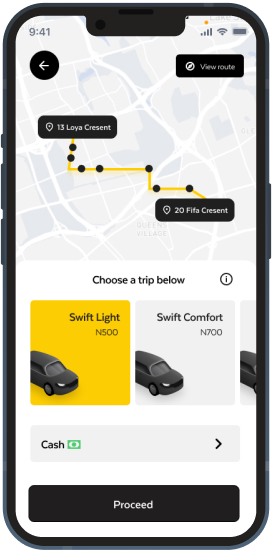 9:41
View route
13 Loya Cresent
20 Fifa Cresent
QUEENS
VILLAGE
Choose a trip below
Swift Light
N500
Swift Comfort
N700
Cash
Proceed